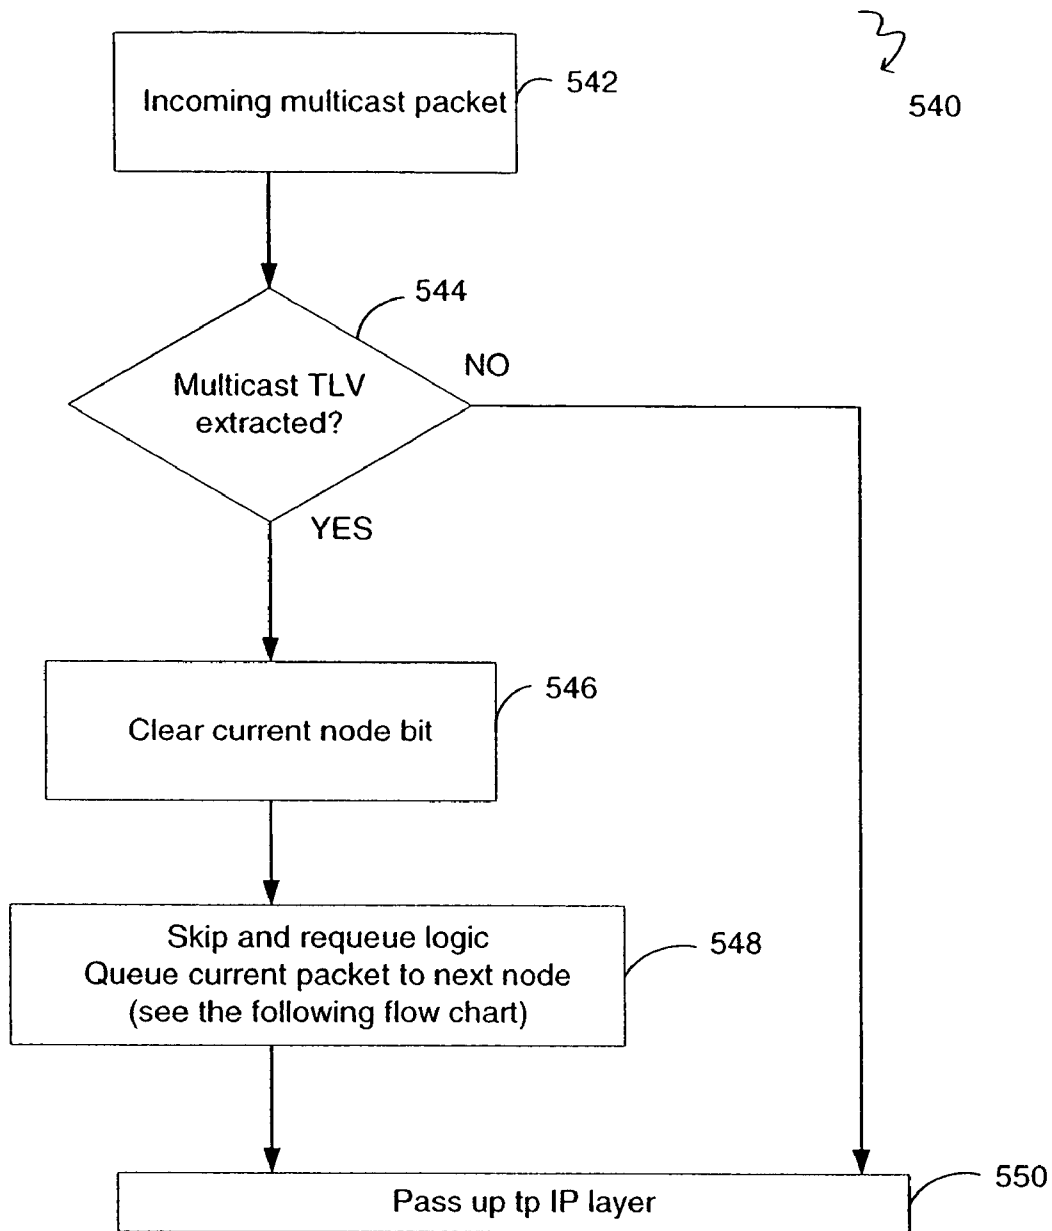 Incoming multicast packet
542
540
544
Multicast TLV
extracted?
NO
YES
Clear current node bit
546
Skip and requeue logic
Queue current packet to next node
(see the following flow chart)
548
Pass up tp IP layer
550